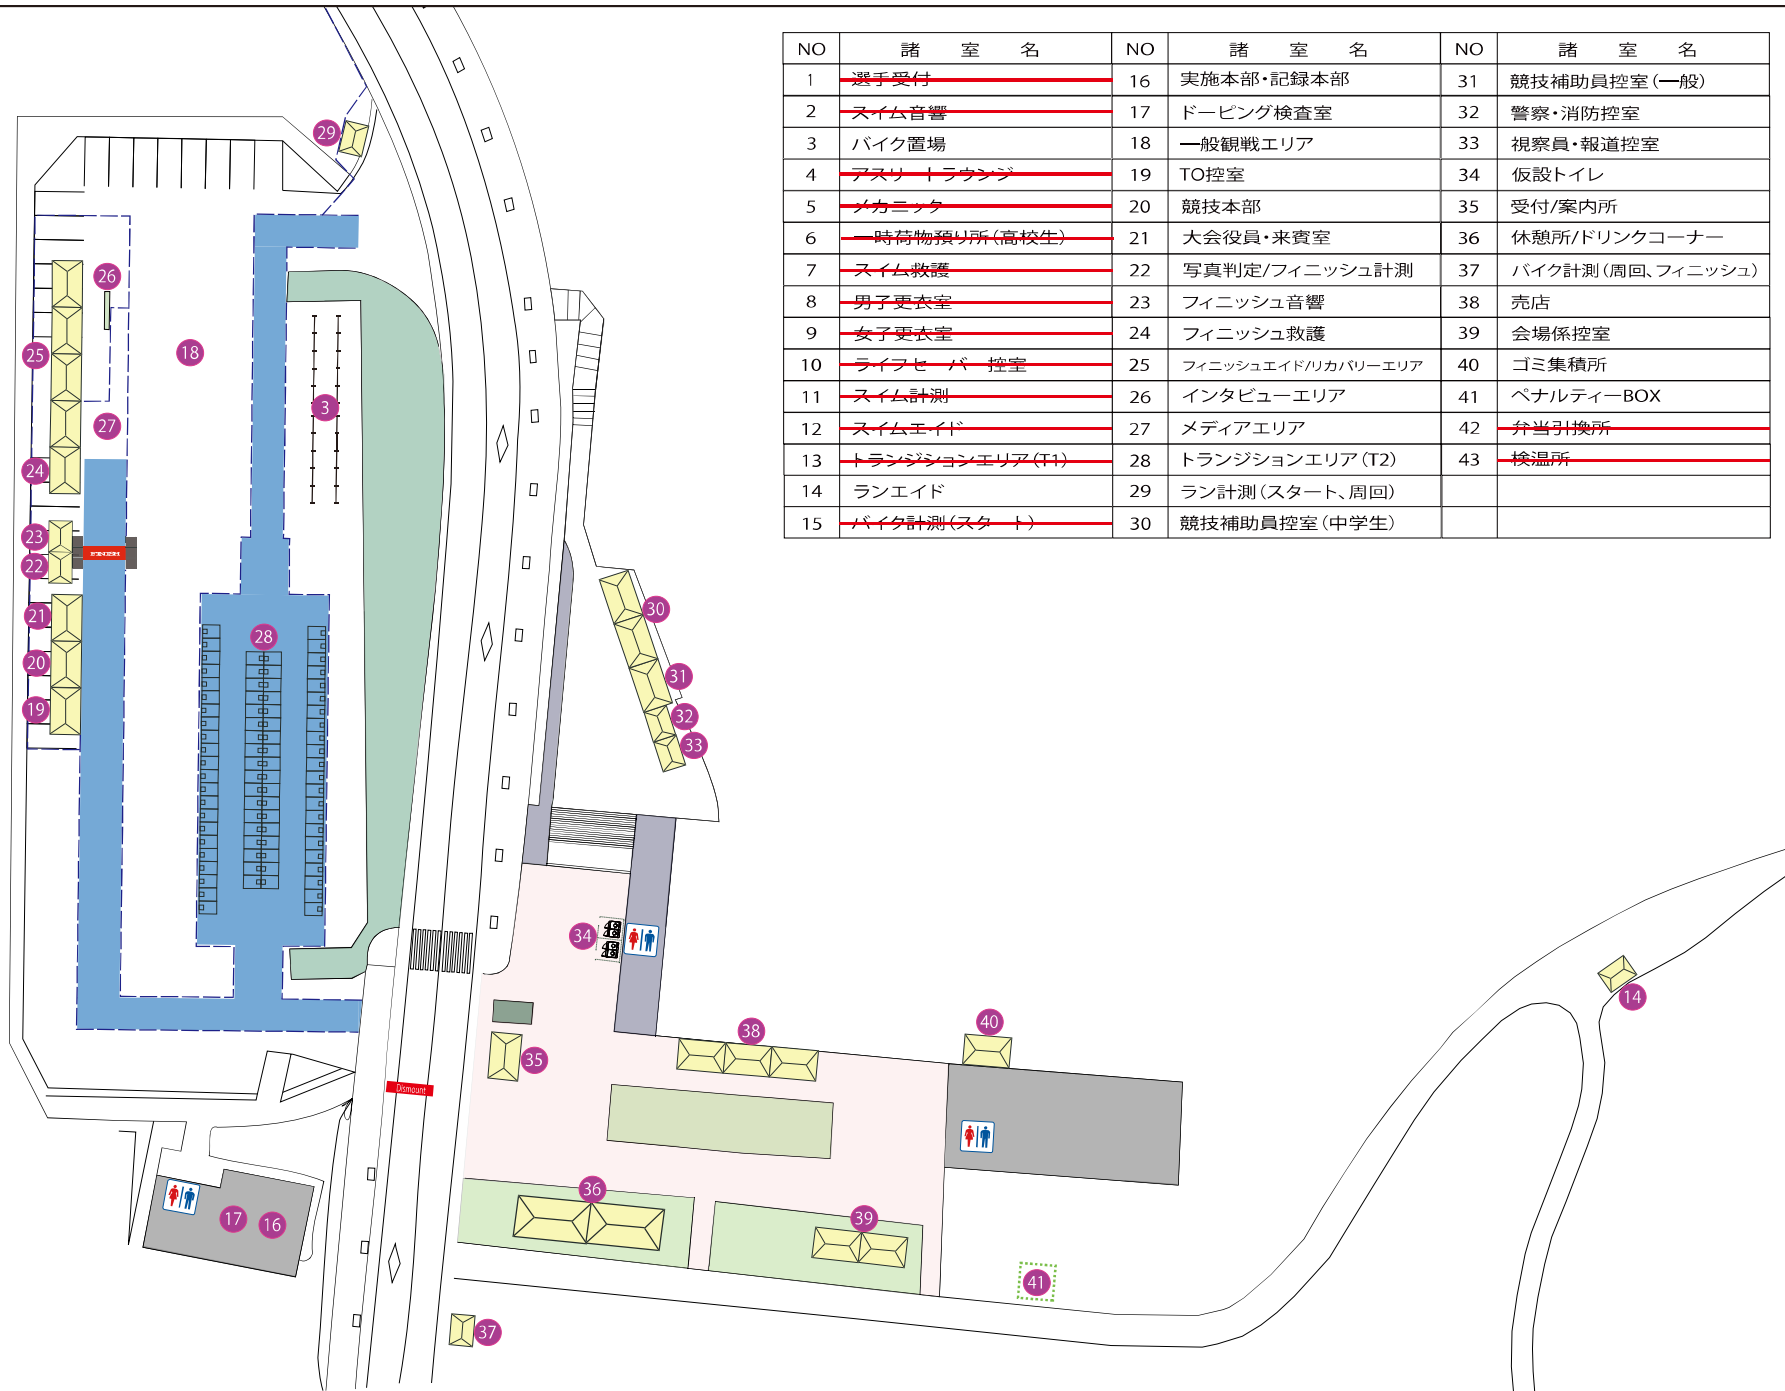 NO 諸室名 NO 諸室名 NO 諸室名
1 選手受付 16 実施本部・記録本部 31 競技補助員控室(一般)
2 スイム音響 17 ドーピング検査室 32 警察・消防控室
3 バイク置場 18 一般観戦エリア 33 視察員・報道控室
4 アスリートラウンジ 19 TO控室 34 仮設トイレ
5 メカニック 20 競技本部 35 受付/案内所
6 一時荷物預り所(高校生) 21 大会役員・来賓室 36 休憩所/ドリンクコーナー
7 スイム救護 22 写真判定/フィニッシュ計測 37 バイク計測(周回、フィニッシュ)
8 男子更衣室 23 フィニッシュ音響 38 売店
9 女子更衣室 24 フィニッシュ救護 39 会場係控室
10 ライフセーバー控室 25 フィニッシュエイド/リカバリーエリア 40 ゴミ集積所
11 スイム計測 26 インタビューエリア 41 ペナルティーBOX
12 スイムエイド 27 メディアエリア 42 弁当引換所
13 トランジションエリア(T1) 28 トランジションエリア(T2) 43 検温所
14 ランエイド 29 ラン計測(スタート、周回)
15 バイク計測(スタート) 30 競技補助員控室(中学生)
29
26
18
25
3
27
24
23
FINISH
22
30
21
28
20
31
19
32
33
34
14
40
38
35
Dismount
36
17
16
39
41
37